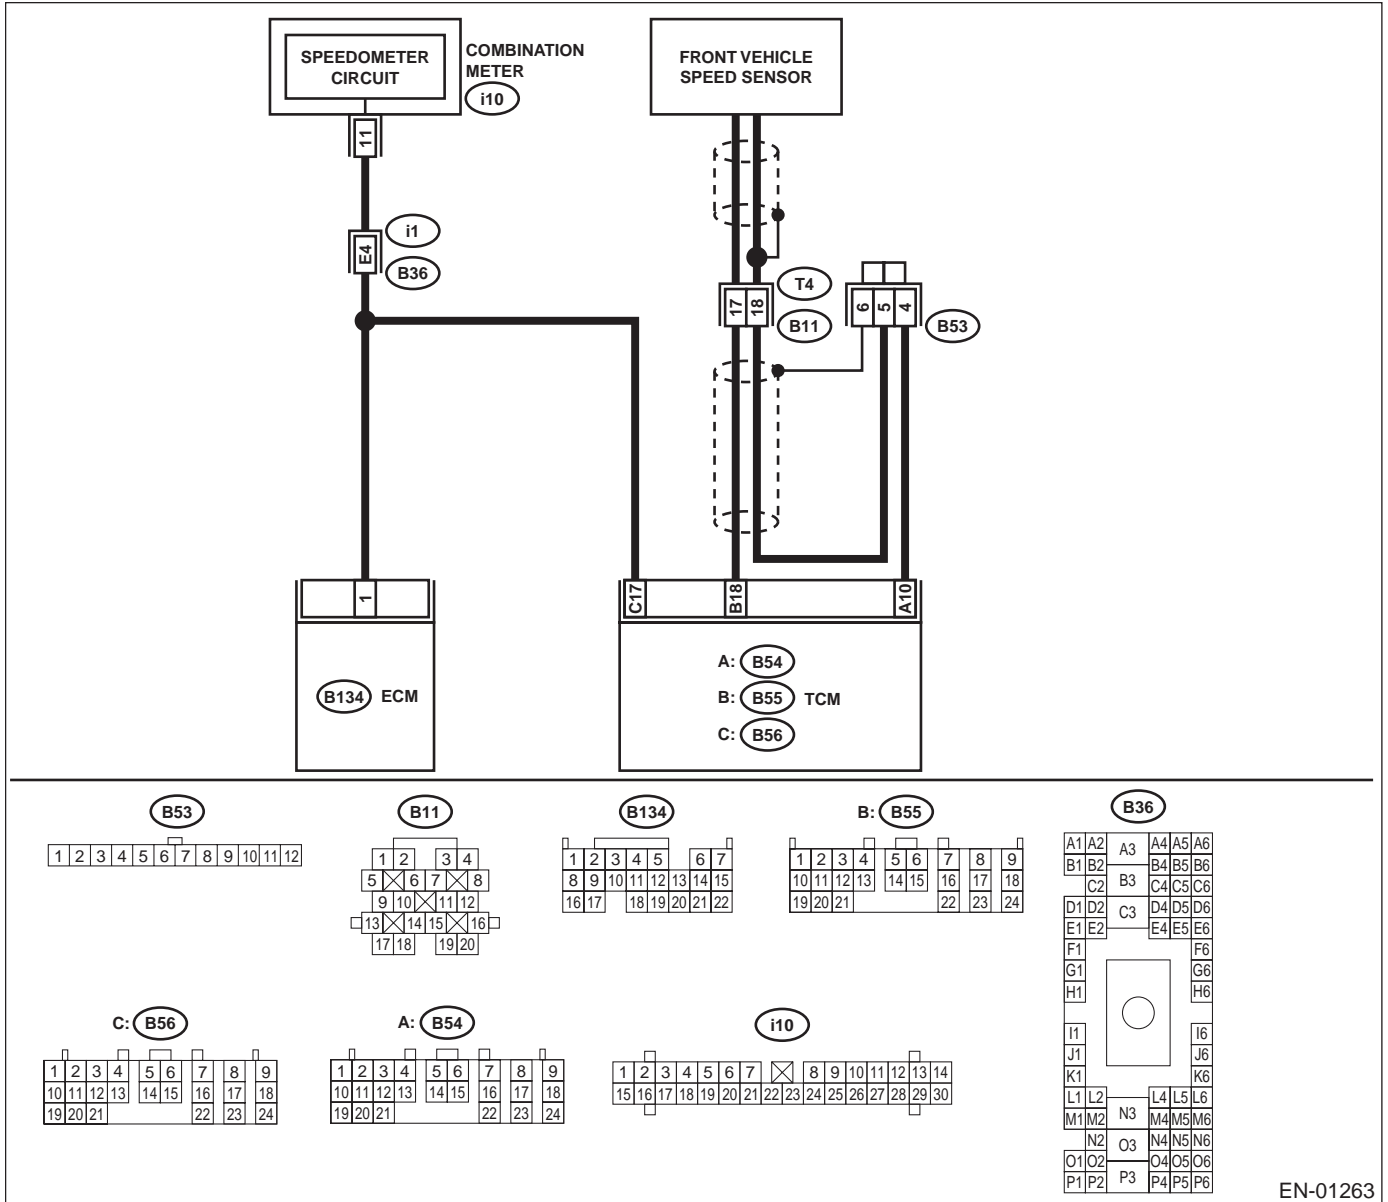 SPEEDOMETER
CIRCUIT
COMBINATION
METER
i10
FRONT VEHICLE
SPEED SENSOR
11
i1
E4
B36
T4
17 18
B11
6 5 4
B53
1
C17
B18
A10
B134 ECM
A: B54
B: B55 TCM
C: B56
B53
1 2 3 4 5 6 7 8 9 10 11 12
B11
1 2 3 4
5 6 7 8
9 10 11 12
13 14 15 16
17 18 19 20
B134
1 2 3 4 5 6 7
8 9 10 11 12 13 14 15
16 17 18 19 20 21 22
B: B55
1 2 3 4 5 6 7 8 9
10 11 12 13 14 15 16 17 18
19 20 21 22 23 24
B36
A1 A2 A3 A4 A5 A6
B1 B2 B3 B4 B5 B6
C2 C3 C4 C5 C6
D1 D2 D4 D5 D6
E1 E2 E4 E5 E6
F1 F6
G1 G6
H1 H6
I1 I6
J1 J6
K1 K6
L1 L2 L4 L5 L6
M1 M2 N3 M4 M5 M6
N2 O3 N4 N5 N6
O1 O2 O4 O5 O6
P1 P2 P3 P4 P5 P6
C: B56
1 2 3 4 5 6 7 8 9
10 11 12 13 14 15 16 17 18
19 20 21 22 23 24
A: B54
1 2 3 4 5 6 7 8 9
10 11 12 13 14 15 16 17 18
19 20 21 22 23 24
i10
1 2 3 4 5 6 7 8 9 10 11 12 13 14
15 16 17 18 19 20 21 22 23 24 25 26 27 28 29 30
EN-01263